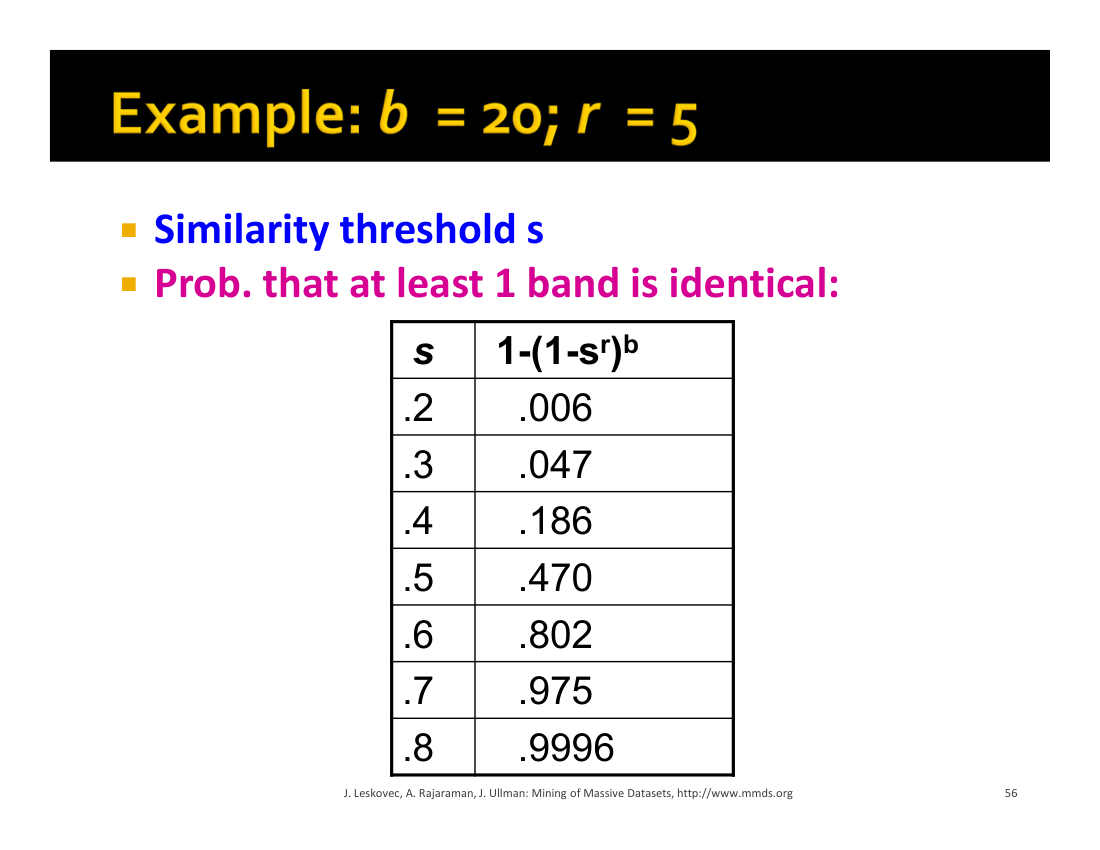 Example: b = 20; r = 5
Similarity threshold s
Prob. that at least 1 band is identical:
s 1-(1-sʳ)ᵇ
.2 .006
.3 .047
.4 .186
.5 .470
.6 .802
.7 .975
.8 .9996
J. Leskovec, A. Rajaraman, J. Ullman: Mining of Massive Datasets, http://www.mmds.org 56